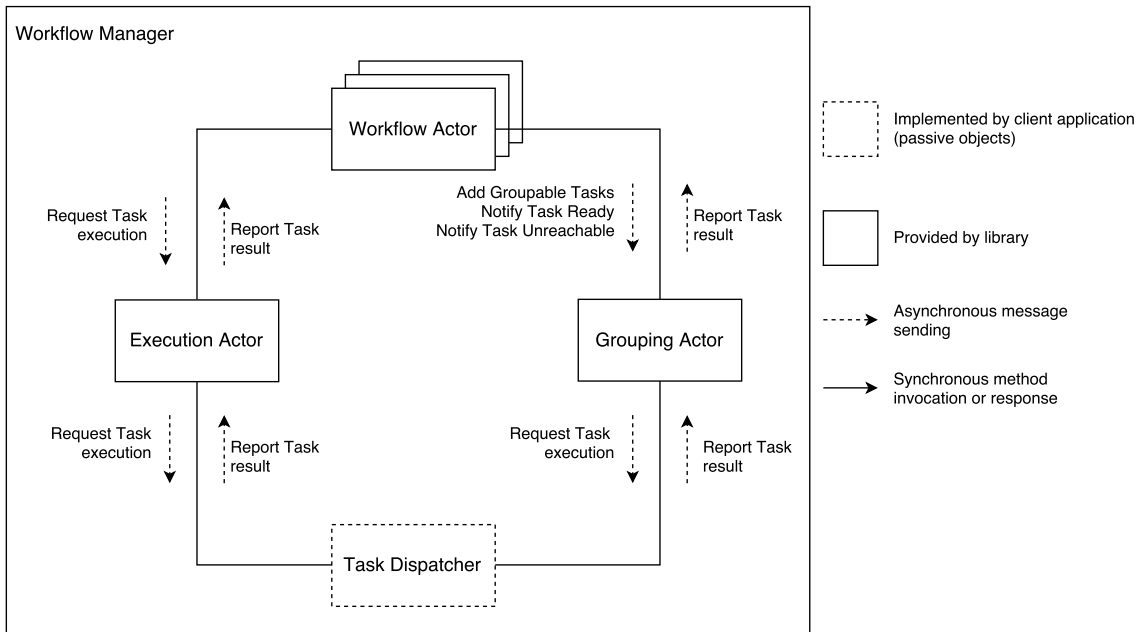 Workflow Manager
Workflow Actor
Request Task
execution
Report Task
result
Add Groupable Tasks
Notify Task Ready
Notify Task Unreachable
Report Task
result
Execution Actor
Grouping Actor
Request Task
execution
Report Task
result
Request Task
execution
Report Task
result
Task Dispatcher
Implemented by client application
(passive objects)
Provided by library
Asynchronous message
sending
Synchronous method
invocation or response